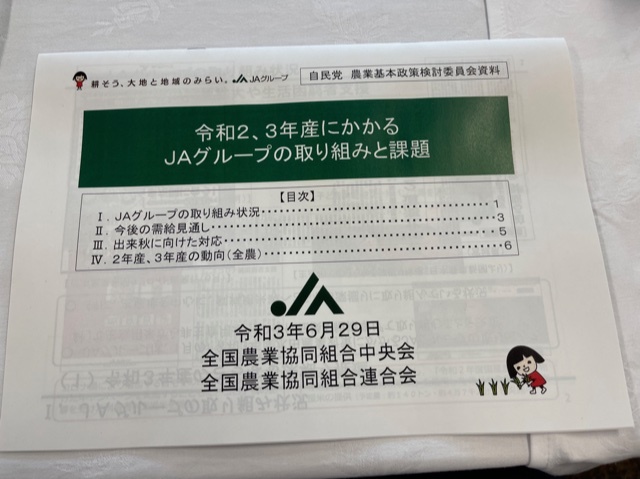 耕そう、大地と地域のみらい。 JAグループ
自民党 農業基本政策検討委員会資料
令和2、3年産にかかる
JAグループの取り組みと課題
【目次】
Ⅰ．JAグループの取り組み状況‥‥‥‥‥‥‥‥‥‥‥‥‥‥‥‥‥‥1
Ⅱ．今後の需給見通し‥‥‥‥‥‥‥‥‥‥‥‥‥‥‥‥‥‥‥‥‥‥3
Ⅲ．出来秋に向けた対応‥‥‥‥‥‥‥‥‥‥‥‥‥‥‥‥‥‥‥‥‥5
Ⅳ．2年産、3年産の動向（全農）‥‥‥‥‥‥‥‥‥‥‥‥‥‥‥‥‥6
JA
令和3年6月29日
全国農業協同組合中央会
全国農業協同組合連合会